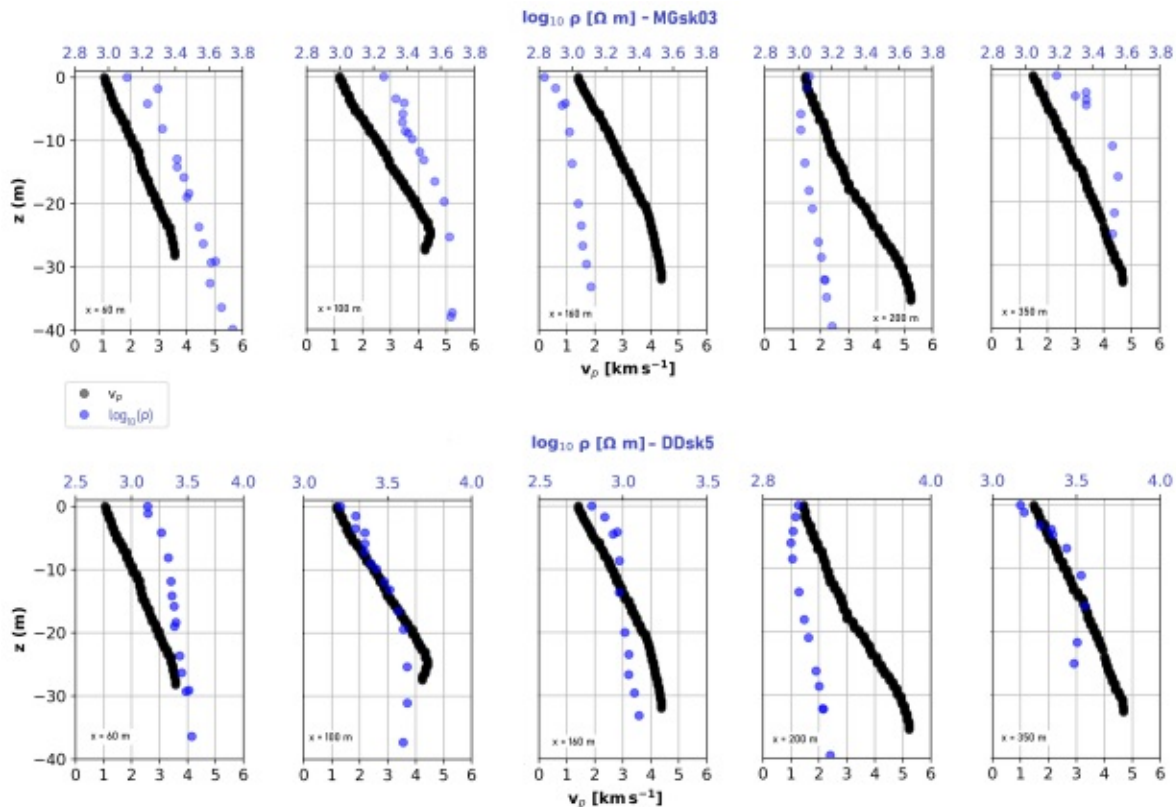 log₁₀ ρ [Ω m] - MGsk03
2.8 3.0 3.2 3.4 3.6 3.8
2.8 3.0 3.2 3.4 3.6 3.8
2.8 3.0 3.2 3.4 3.6 3.8
2.8 3.0 3.2 3.4 3.6 3.8
2.8 3.0 3.2 3.4 3.6 3.8
0
−10
−20
−30
−40
z (m)
x = 60 m
x = 100 m
x = 160 m
x = 200 m
x = 350 m
0 1 2 3 4 5 6
0 1 2 3 4 5 6
0 1 2 3 4 5 6
0 1 2 3 4 5 6
0 1 2 3 4 5 6
vₚ [km s⁻¹]
vₚ
log₁₀(ρ)
log₁₀ ρ [Ω m] - DDsk5
2.5 3.1 3.5 4.5
3.2 3.4 3.6 4.0
2.5 3.1 3.5
2.8 4.0
3.0 3.5 4.0
0
−10
−20
−30
−40
z (m)
x = 60 m
x = 100 m
x = 160 m
x = 200 m
x = 350 m
0 1 2 3 4 5 6
0 1 2 3 4 5 6
0 1 2 3 4 5 6
0 1 2 3 4 5 6
0 1 2 3 4 5 6
vₚ [km s⁻¹]